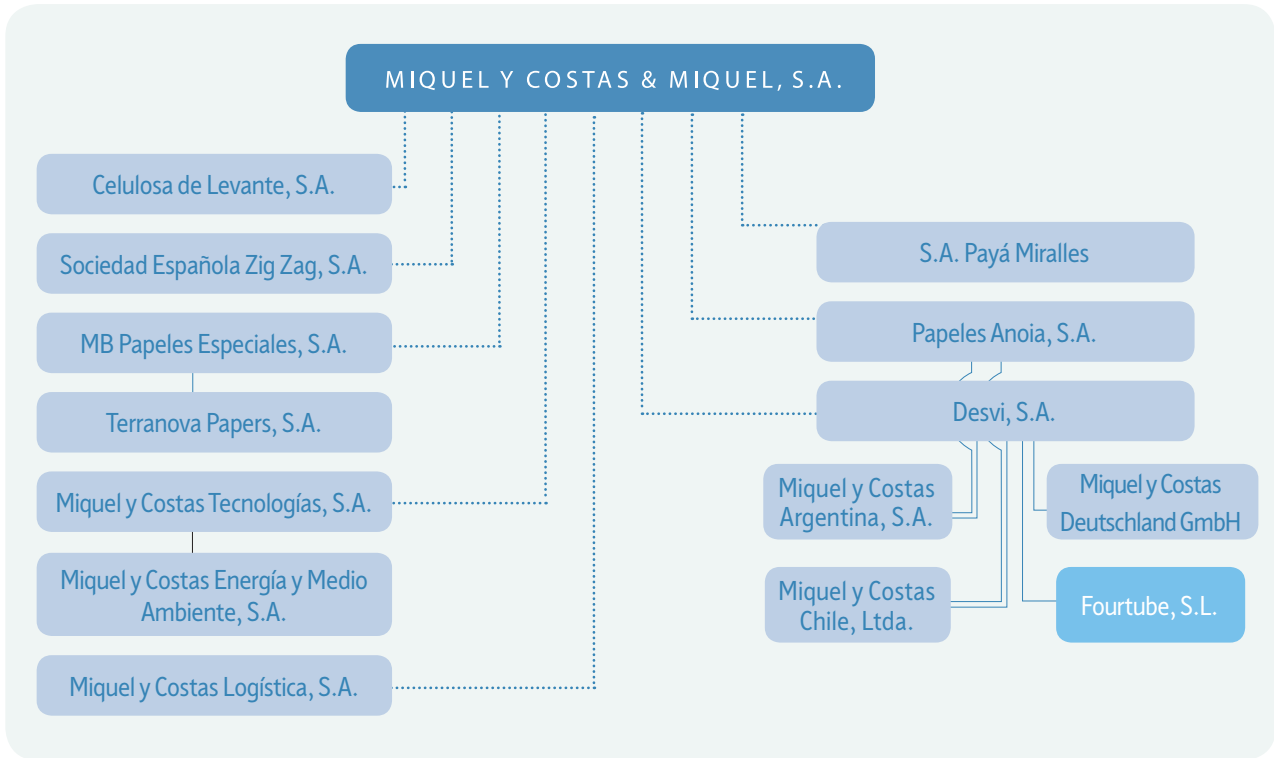 MIQUEL Y COSTAS & MIQUEL, S.A.
Celulosa de Levante, S.A.
Sociedad Española Zig Zag, S.A.
MB Papeles Especiales, S.A.
Terranova Papers, S.A.
Miquel y Costas Tecnologías, S.A.
Miquel y Costas Energía y Medio
Ambiente, S.A.
Miquel y Costas Logística, S.A.
S.A. Payá Miralles
Papeles Anoia, S.A.
Desvi, S.A.
Miquel y Costas
Argentina, S.A.
Miquel y Costas
Deutschland GmbH
Miquel y Costas
Chile, Ltda.
Fourtube, S.L.